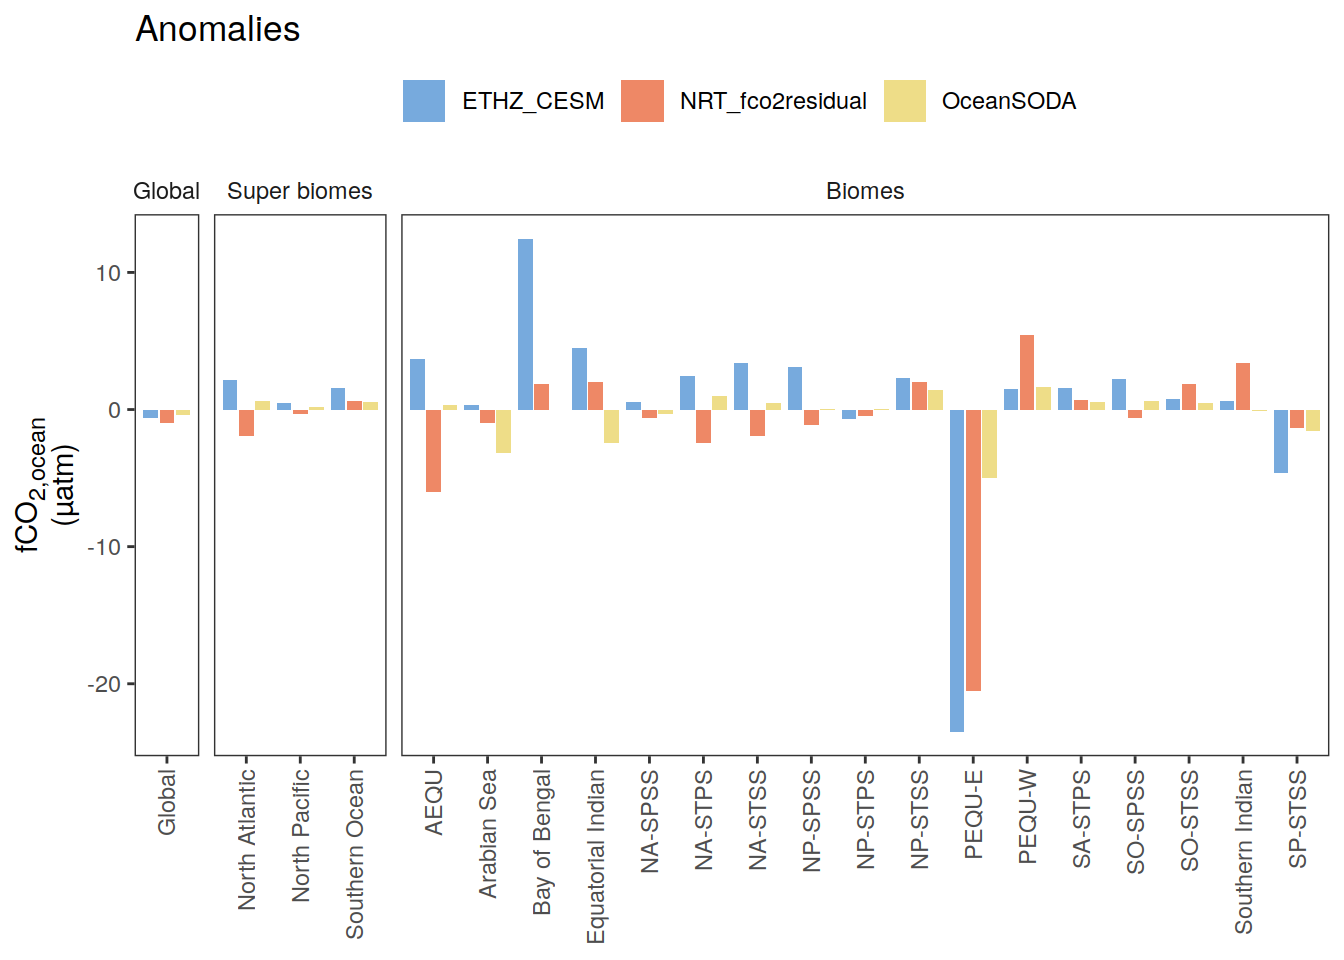 Anomalies
ETHZ_CESM NRT_fco2residual OceanSODA
Global Super biomes Biomes
10
0
-10
-20
fCO2,ocean
(µatm)
Global
North Atlantic
North Pacific
Southern Ocean
AEQU
Arabian Sea
Bay of Bengal
Equatorial Indian
NA-SPSS
NA-STPS
NA-STSS
NP-SPSS
NP-STPS
NP-STSS
PEQU-E
PEQU-W
SA-STPS
SO-SPSS
SO-STSS
Southern Indian
SP-STSS